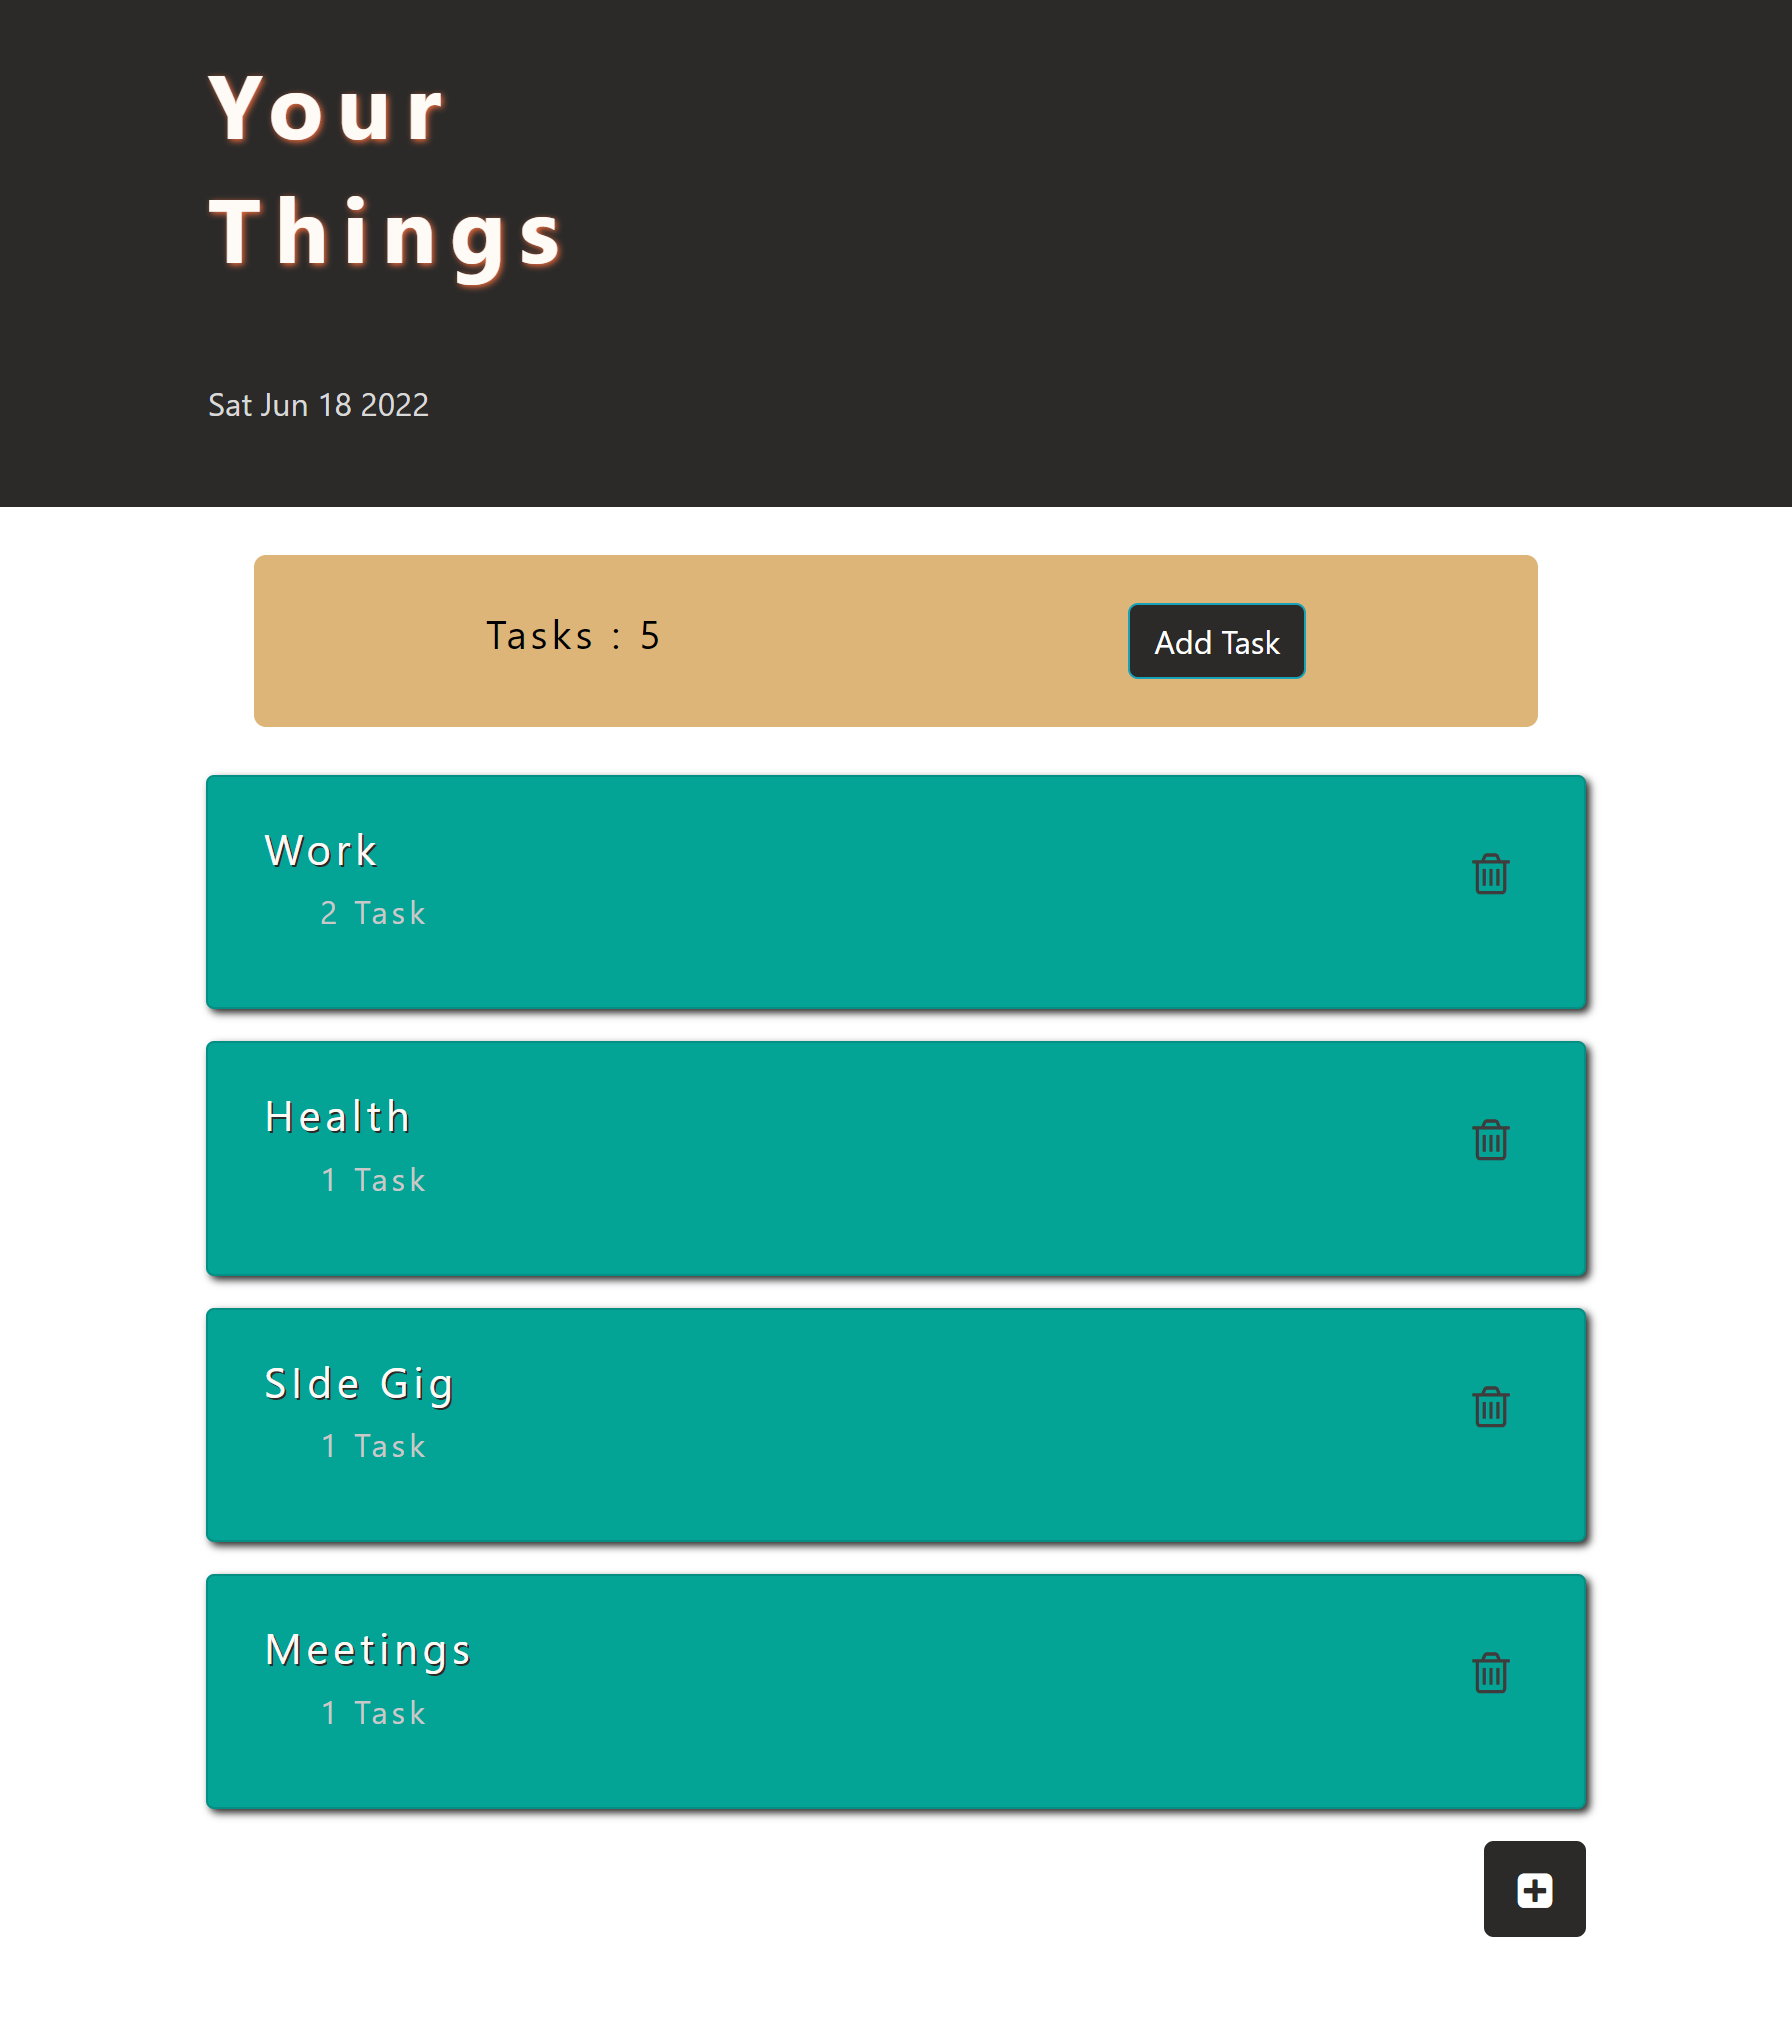 Your
Things
Sat Jun 18 2022
Tasks : 5
Add Task
Work
2 Task
Health
1 Task
SIde Gig
1 Task
Meetings
1 Task